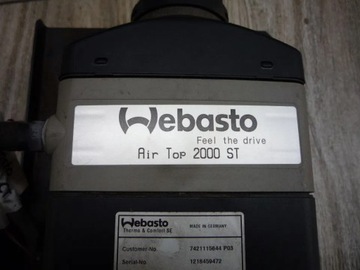 Webasto
Feel the drive
Air Top 2000 ST
Webasto
MADE IN GERMANY
Thermo & Comfort SE
Customer-No. 7421115644 P03
Serial-No. 1218458472